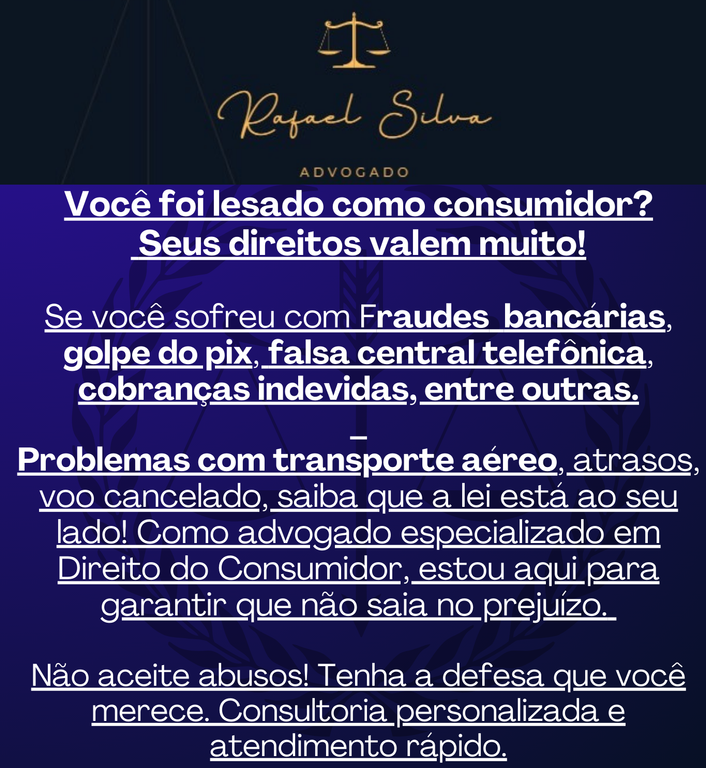 Rafael Silva
ADVOGADO
Você foi lesado como consumidor?
Seus direitos valem muito!
Se você sofreu com Fraudes bancárias,
golpe do pix, falsa central telefônica,
cobranças indevidas, entre outras.
Problemas com transporte aéreo, atrasos,
voo cancelado, saiba que a lei está ao seu
lado! Como advogado especializado em
Direito do Consumidor, estou aqui para
garantir que não saia no prejuízo.
Não aceite abusos! Tenha a defesa que você
merece. Consultoria personalizada e
atendimento rápido.